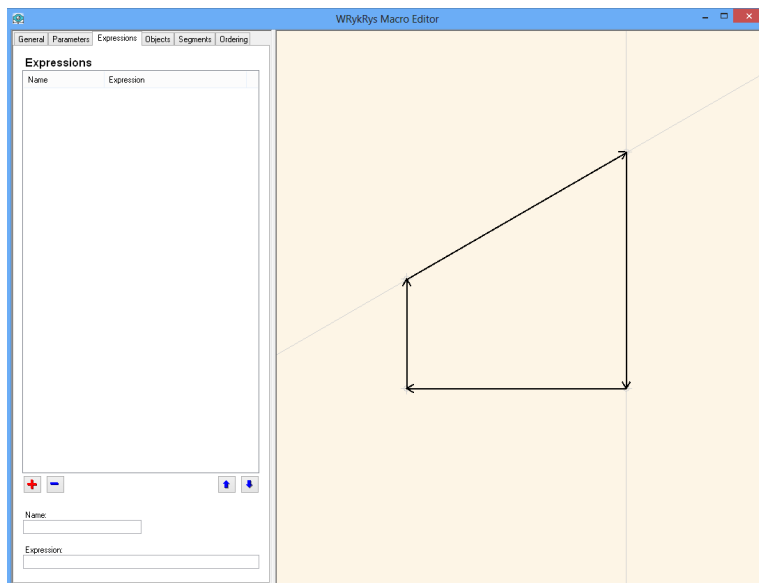 WRykRys Macro Editor
General Parameters Expressions Objects Segments Ordering
Expressions
Name Expression
Name:
Expression: